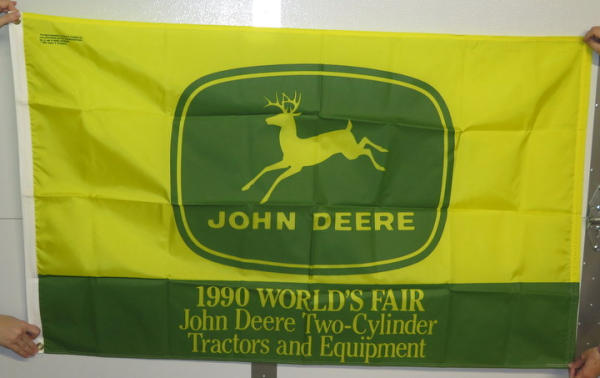 JOHN DEERE
1990 WORLD'S FAIR
John Deere Two-Cylinder
Tractors and Equipment